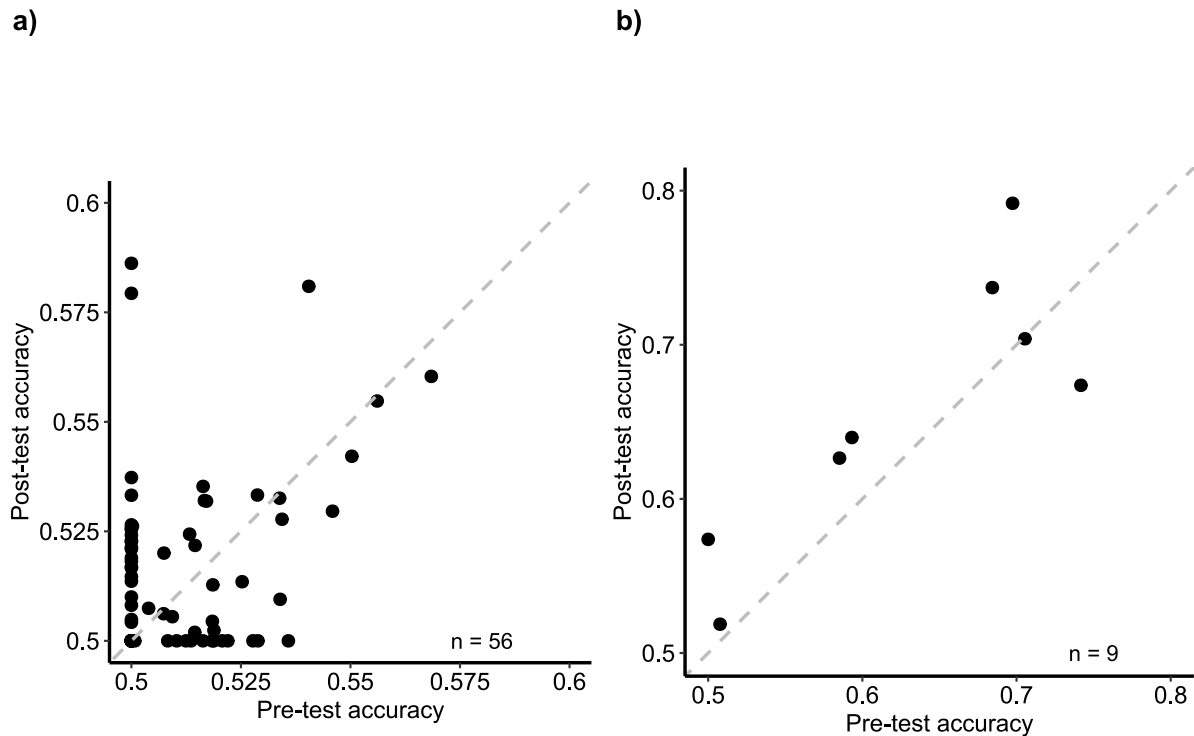 a)
0.6
0.575
0.55
0.525
0.5
Post-test accuracy
n = 56
0.5 0.525 0.55 0.575 0.6
Pre-test accuracy
b)
0.8
0.7
0.6
0.5
Post-test accuracy
n = 9
0.5 0.6 0.7 0.8
Pre-test accuracy